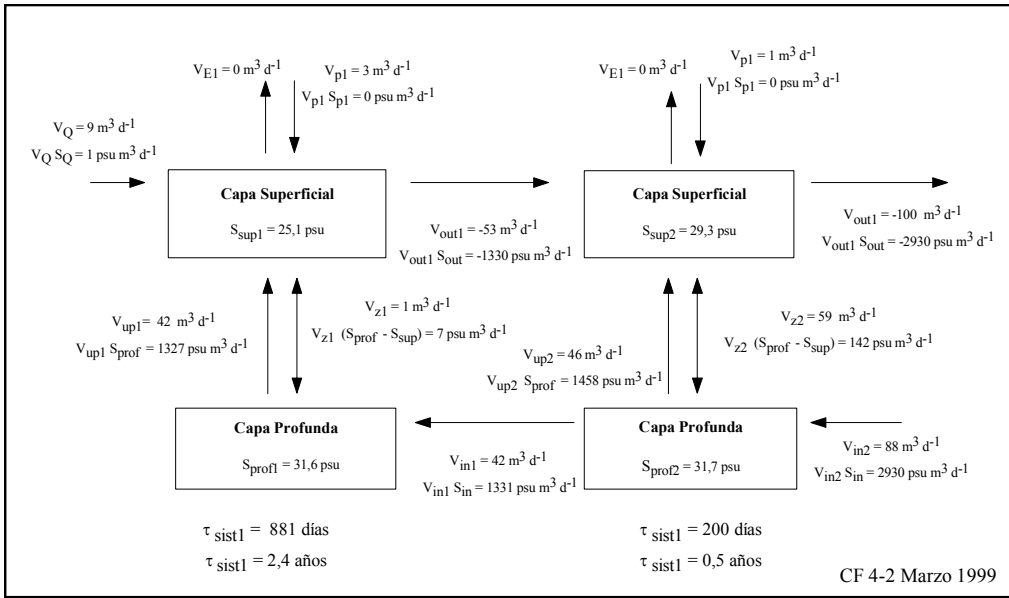 V_E1 = 0 m³ d⁻¹
V_p1 = 3 m³ d⁻¹
V_p1 S_p1 = 0 psu m³ d⁻¹
V_Q = 9 m³ d⁻¹
V_Q S_Q = 1 psu m³ d⁻¹
Capa Superficial
S_sup1 = 25,1 psu
V_out1 = -53 m³ d⁻¹
V_out1 S_out = -1330 psu m³ d⁻¹
V_E1 = 0 m³ d⁻¹
V_p1 = 1 m³ d⁻¹
V_p1 S_p1 = 0 psu m³ d⁻¹
Capa Superficial
S_sup2 = 29,3 psu
V_out1 = -100 m³ d⁻¹
V_out1 S_out = -2930 psu m³ d⁻¹
V_up1 = 42 m³ d⁻¹
V_up1 S_prof = 1327 psu m³ d⁻¹
V_z1 = 1 m³ d⁻¹
V_z1 (S_prof - S_sup) = 7 psu m³ d⁻¹
V_up2 = 46 m³ d⁻¹
V_up2 S_prof = 1458 psu m³ d⁻¹
V_z2 = 59 m³ d⁻¹
V_z2 (S_prof - S_sup) = 142 psu m³ d⁻¹
Capa Profunda
S_prof1 = 31,6 psu
V_in1 = 42 m³ d⁻¹
V_in1 S_in = 1331 psu m³ d⁻¹
Capa Profunda
S_prof2 = 31,7 psu
V_in2 = 88 m³ d⁻¹
V_in2 S_in = 2930 psu m³ d⁻¹
τ sist1 = 881 días
τ sist1 = 2,4 años
τ sist1 = 200 días
τ sist1 = 0,5 años
CF 4-2 Marzo 1999